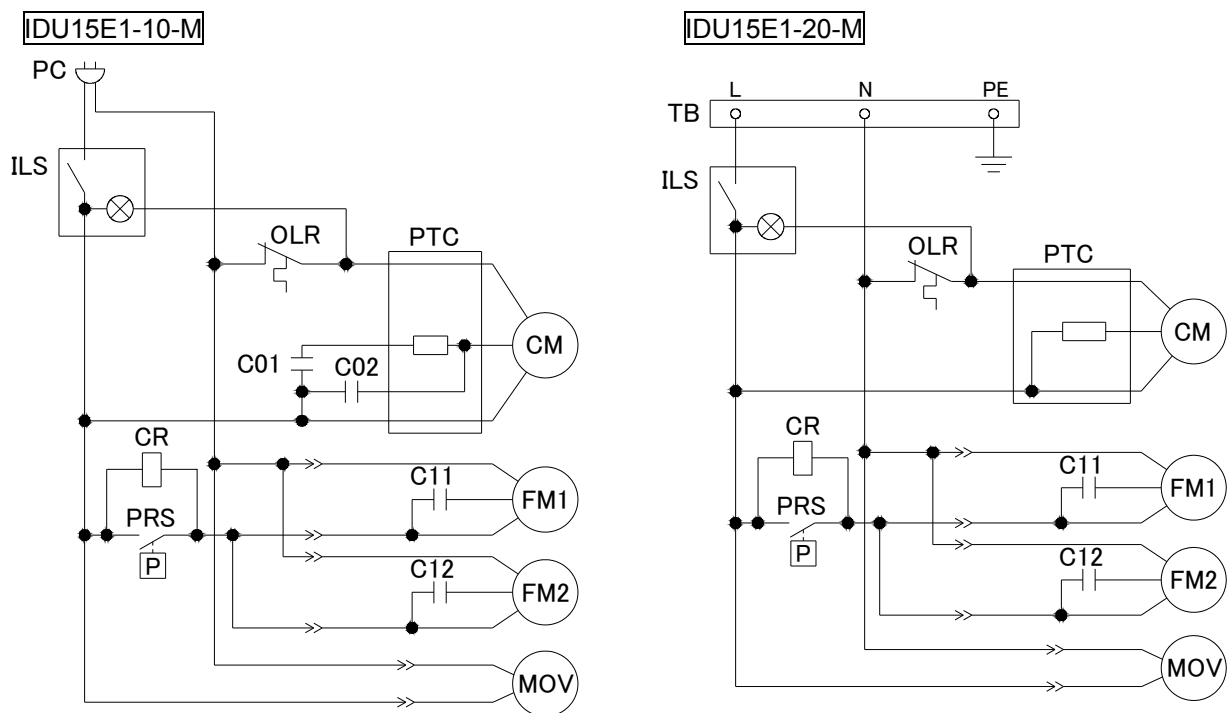 IDU15E1-10-M
PC
ILS
OLR
PTC
C01
C02
CM
CR
C11
FM1
PRS
P
C12
FM2
MOV
IDU15E1-20-M
L N PE
TB
ILS
OLR
PTC
CM
CR
C11
FM1
PRS
P
C12
FM2
MOV